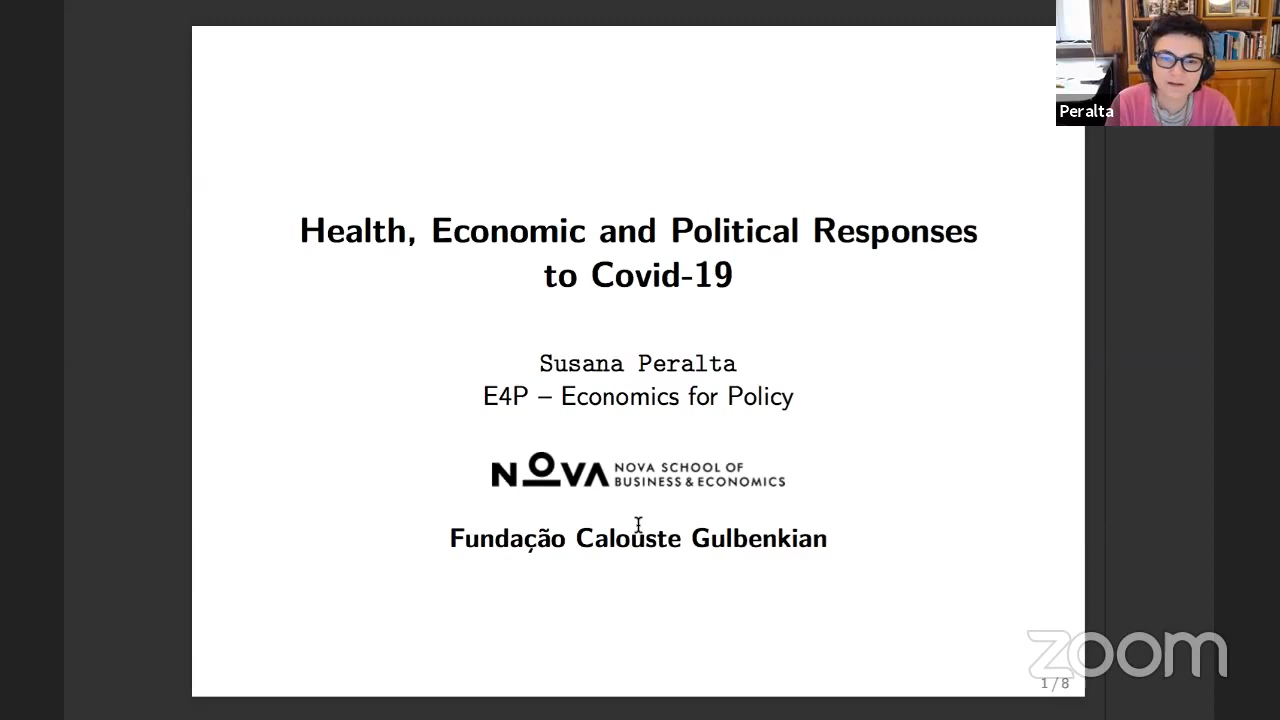 Peralta
Health, Economic and Political Responses
to Covid-19
Susana Peralta
E4P – Economics for Policy
NOVA NOVA SCHOOL OF
BUSINESS & ECONOMICS
Fundação Calouste Gulbenkian
zoom
1/8